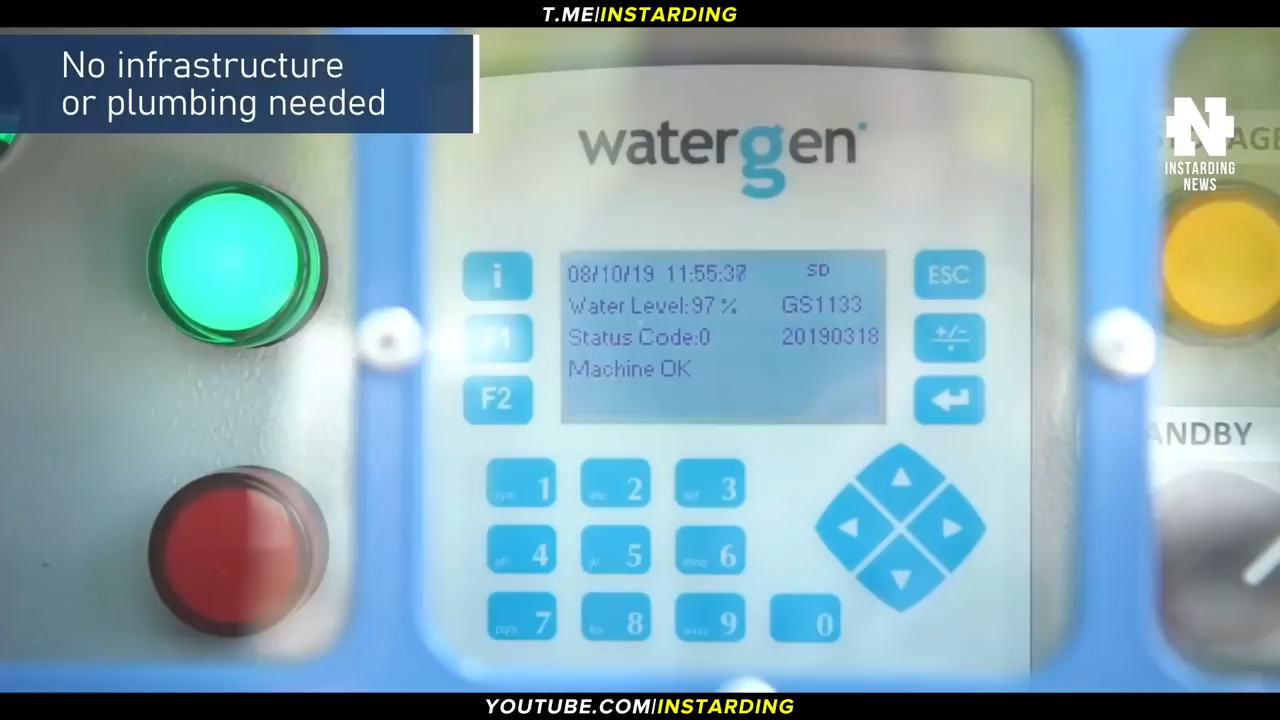 T.ME|INSTARDING
No infrastructure
or plumbing needed
watergen
INSTARDING
NEWS
i
08/10/19 11:55:37 SD
ESC
Water Level:97 % GS1133
F1
Status Code:0 20190318
+/-
Machine OK
F2
ANDBY
1
2
3
4
5
6
7
8
9
0
YOUTUBE.COM|INSTARDING